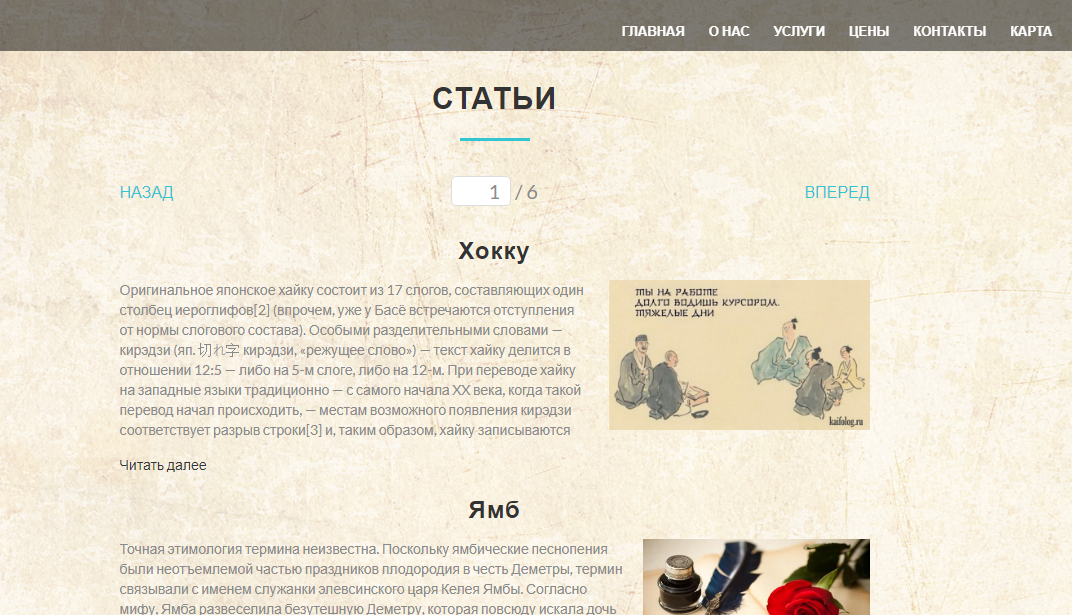 ГЛАВНАЯ О НАС УСЛУГИ ЦЕНЫ КОНТАКТЫ КАРТА
СТАТЬИ
НАЗАД 1 / 6 ВПЕРЕД
Хокку
Оригинальное японское хайку состоит из 17 слогов, составляющих один
столбец иероглифов[2] (впрочем, уже у Басё встречаются отступления
от нормы слогового состава). Особыми разделительными словами —
кирэдзи (яп. 切れ字 кирэдзи, «режущее слово») — текст хайку делится в
отношении 12:5 — либо на 5-м слоге, либо на 12-м. При переводе хайку
на западные языки традиционно — с самого начала XX века, когда такой
перевод начал происходить, — местам возможного появления кирэдзи
соответствует разрыв строки[3] и, таким образом, хайку записываются
ТЫ НА РАБОТЕ
ДОЛГО ВОДИШЬ КУРСОРОМ.
ТЯЖЕЛЫЕ ДНИ
kaifolog.ru
Читать далее
Ямб
Точная этимология термина неизвестна. Поскольку ямбические песнопения
были неотъемлемой частью праздников плодородия в честь Деметры, термин
связывали с именем служанки элевсинского царя Келея Ямбы. Согласно
мифу, Ямба развеселила безутешную Деметру, которая повсюду искала дочь